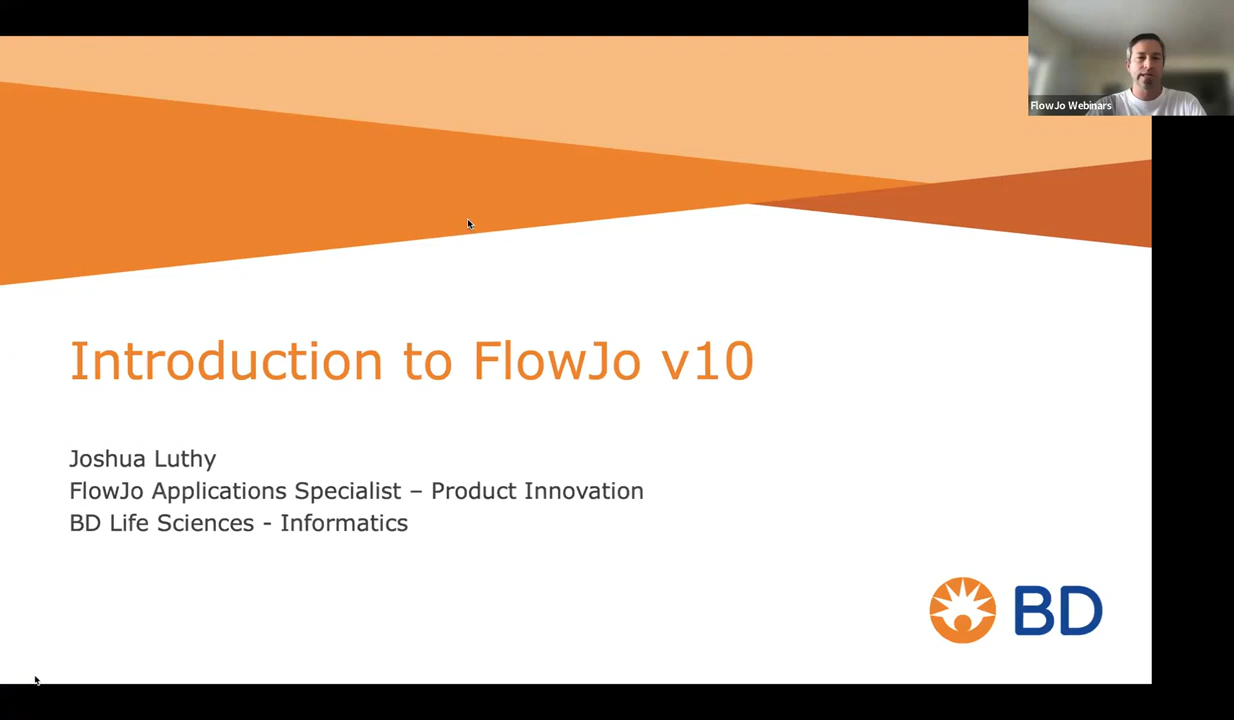 FlowJo Webinars
Introduction to FlowJo v10
Joshua Luthy
FlowJo Applications Specialist – Product Innovation
BD Life Sciences - Informatics
BD